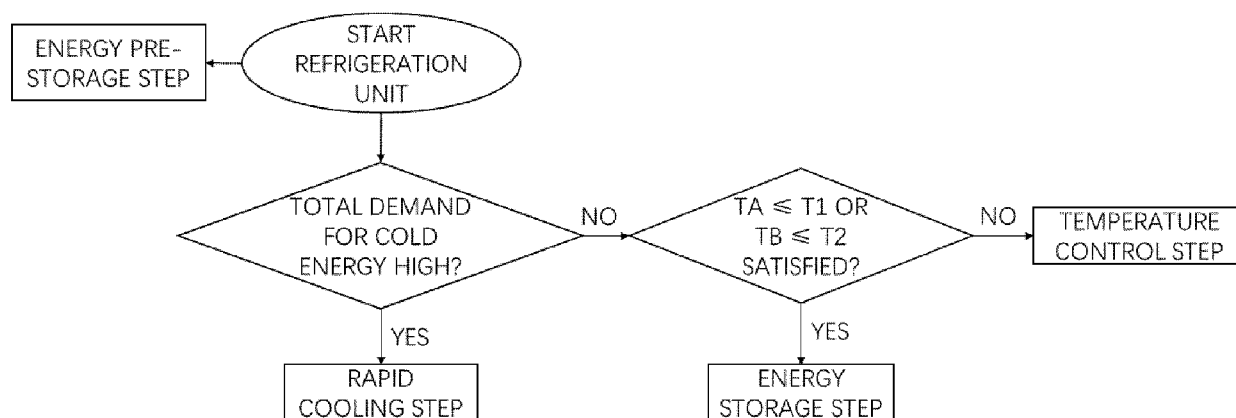 ENERGY PRE-
STORAGE STEP
START
REFRIGERATION
UNIT
TOTAL DEMAND
FOR COLD
ENERGY HIGH?
NO
TA ≤ T1 OR
TB ≤ T2
SATISFIED?
NO
TEMPERATURE
CONTROL STEP
YES
RAPID
COOLING STEP
YES
ENERGY
STORAGE STEP